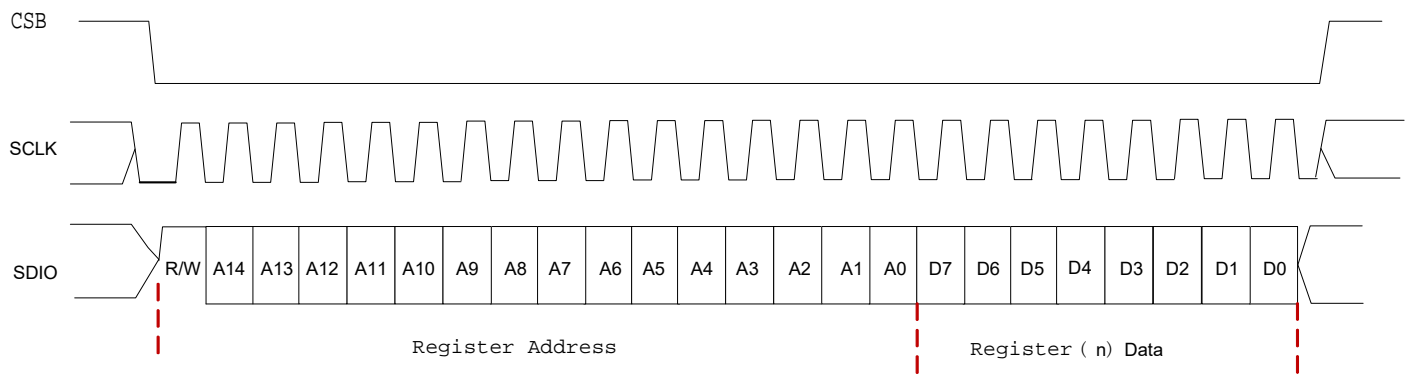 CSB
SCLK
SDIO R/W A14 A13 A12 A11 A10 A9 A8 A7 A6 A5 A4 A3 A2 A1 A0 D7 D6 D5 D4 D3 D2 D1 D0
Register Address Register ( n) Data